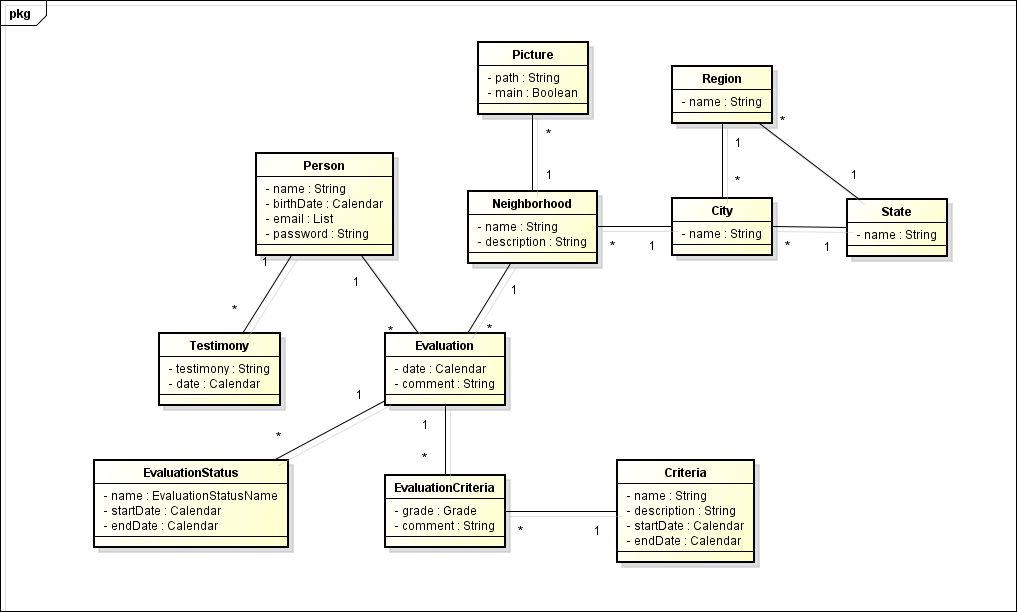 pkg
Picture
- path : String
- main : Boolean
*
1
Region
- name : String
*
1
*
1
Person
- name : String
- birthDate : Calendar
- email : List
- password : String
1
1
*
*
Neighborhood
- name : String
- description : String
*
1
1
*
City
- name : String
*
1
State
- name : String
Testimony
- testimony : String
- date : Calendar
Evaluation
- date : Calendar
- comment : String
1
*
1
*
EvaluationStatus
- name : EvaluationStatusName
- startDate : Calendar
- endDate : Calendar
EvaluationCriteria
- grade : Grade
- comment : String
*
1
Criteria
- name : String
- description : String
- startDate : Calendar
- endDate : Calendar